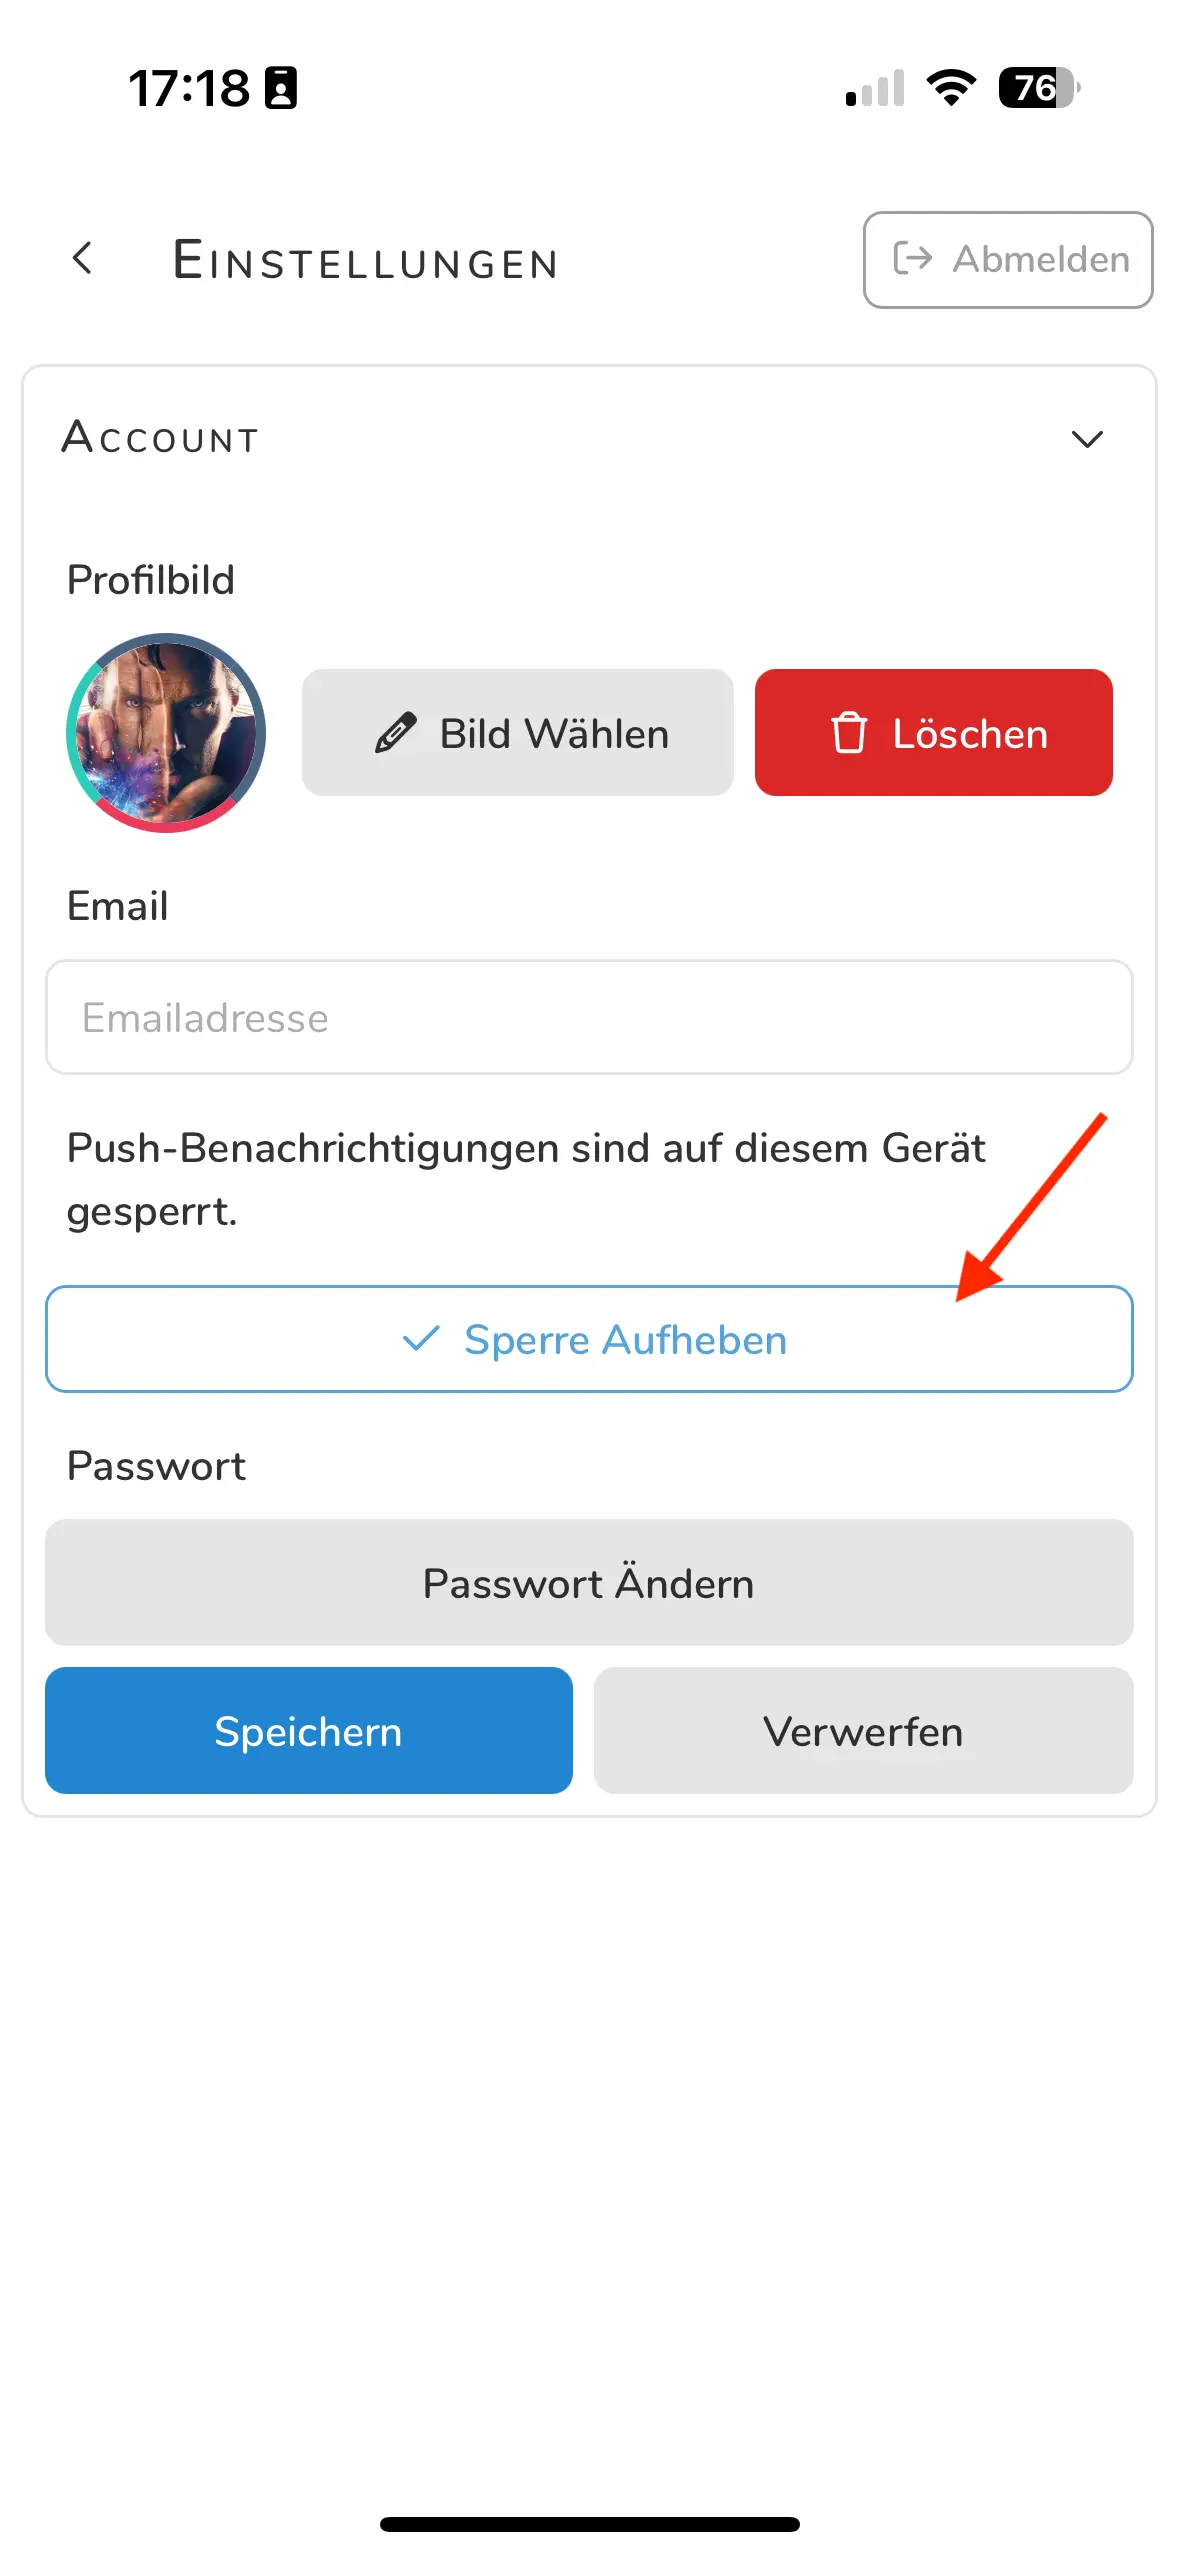 17:18
76
Einstellungen
Abmelden
Account
Profilbild
Bild Wählen
Löschen
Email
Emailadresse
Push-Benachrichtigungen sind auf diesem Gerät
gesperrt.
Sperre Aufheben
Passwort
Passwort Ändern
Speichern
Verwerfen